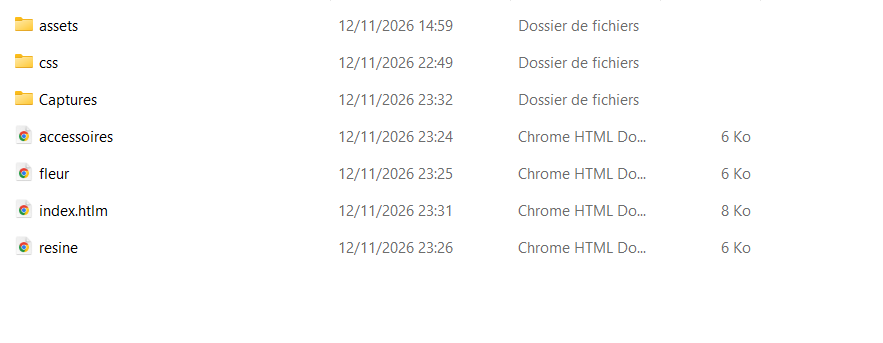 assets 12/11/2026 14:59 Dossier de fichiers
css 12/11/2026 22:49 Dossier de fichiers
Captures 12/11/2026 23:32 Dossier de fichiers
accessoires 12/11/2026 23:24 Chrome HTML Do... 6 Ko
fleur 12/11/2026 23:25 Chrome HTML Do... 6 Ko
index.htlm 12/11/2026 23:31 Chrome HTML Do... 8 Ko
resine 12/11/2026 23:26 Chrome HTML Do... 6 Ko